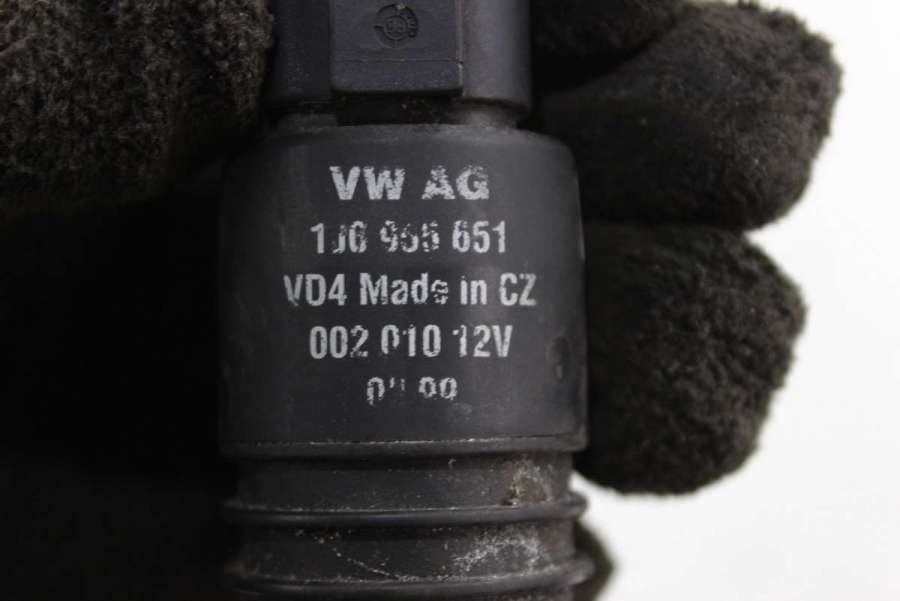 VW AG
1J6 955 651
VD4 Made in CZ
002 010 12V